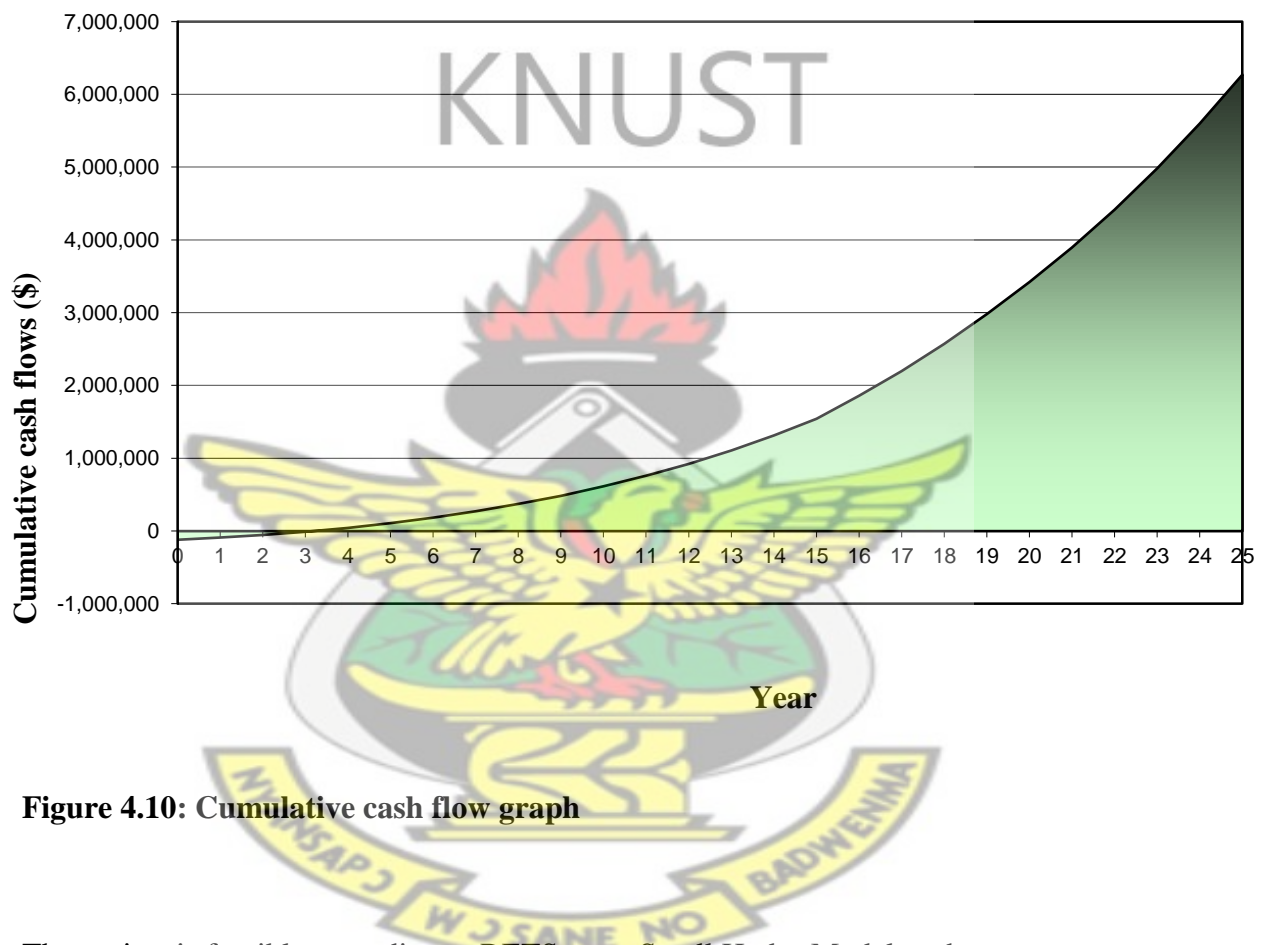 7,000,000
KNUST
6,000,000
5,000,000
4,000,000
3,000,000
2,000,000
1,000,000
0
-1,000,000
Cumulative cash flows ($)
0 1 2 3 4 5 6 7 8 9 10 11 12 13 14 15 16 17 18 19 20 21 22 23 24 25
Year
Figure 4.10: Cumulative cash flow graph
NYANSAPƆ
WƆSANE NO
BADWENMA